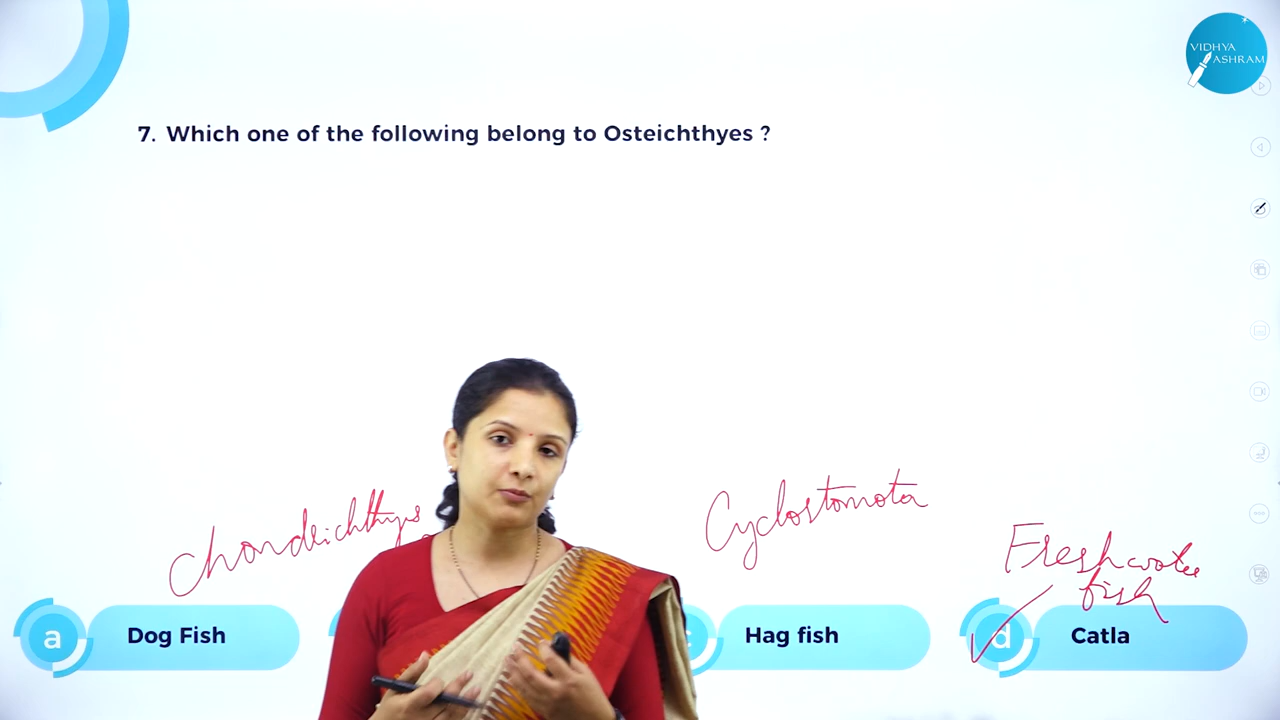 VIDHYA
ASHRAM
7. Which one of the following belong to Osteichthyes ?
Chondrichthyes
Cyclostomata
Freshwater
fish
a Dog Fish
Hag fish
d Catla